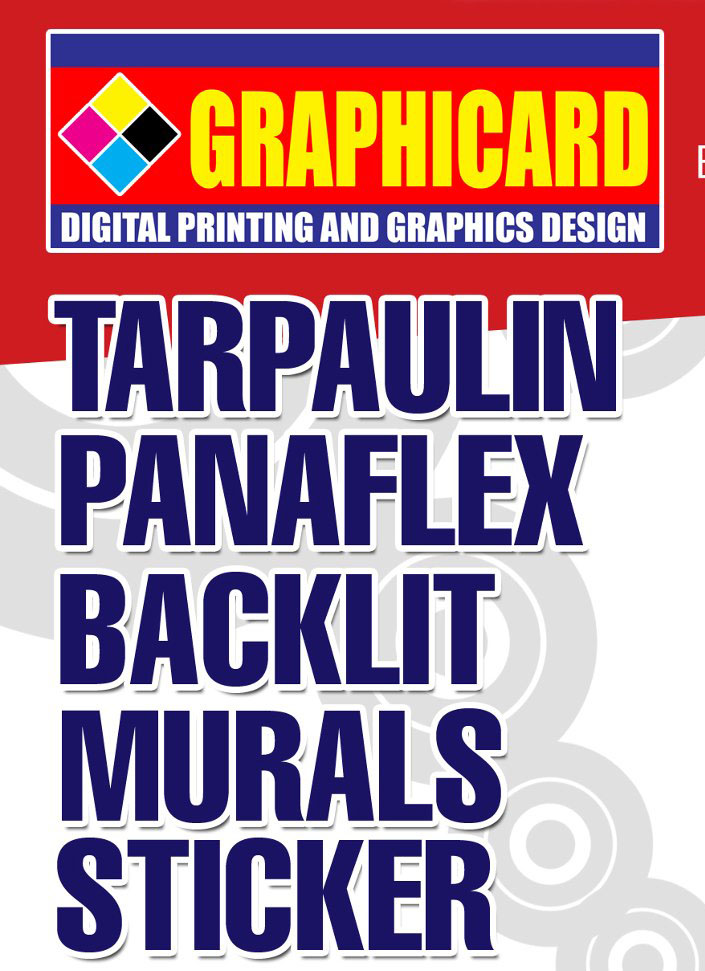 GRAPHICARD
DIGITAL PRINTING AND GRAPHICS DESIGN
TARPAULIN
PANAFLEX
BACKLIT
MURALS
STICKER